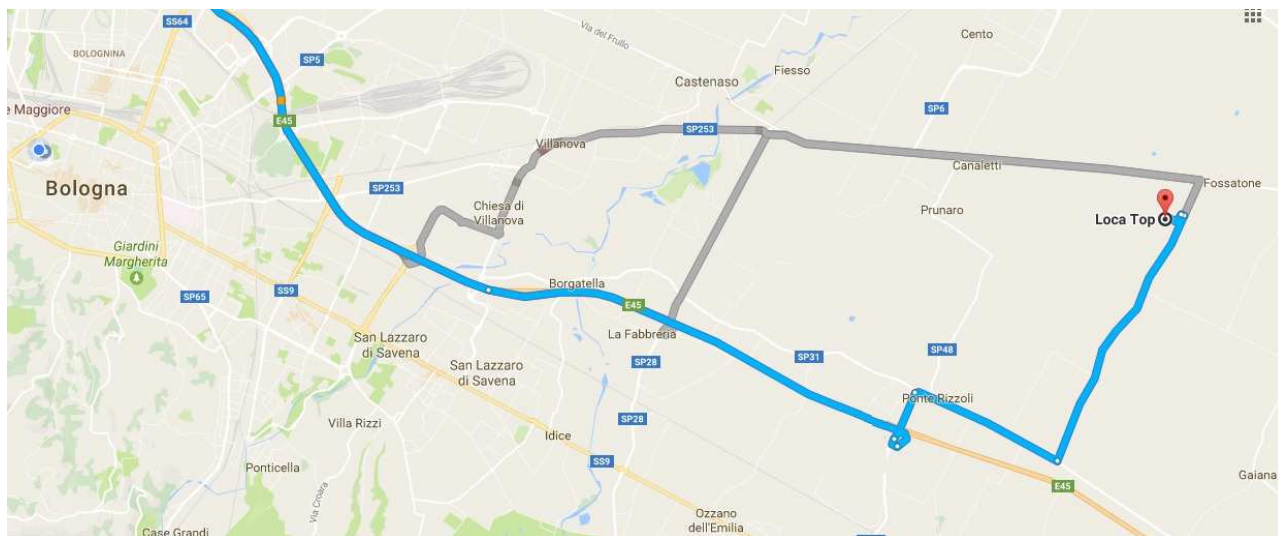 SS64
Via del Frullo
Cento
BOLOGNINA
SP5
Fiesso
Castenaso
e Maggiore
SP6
E45
SP253
Villanova
Canaletti
Bologna
SP253
Fossatone
Chiesa di
Villanova
Prunaro
Loca Top
Giardini
Margherita
Borgatella
SP65
SS9
E45
La Fabbreria
San Lazzaro
di Savena
SP31
SP48
San Lazzaro
di Savena
SP28
Ponte Rizzoli
Villa Rizzi
SP28
Idice
Ponticella
SS9
Gaiana
E45
Via Croara
Ozzano
dell'Emilia
Case Grandi